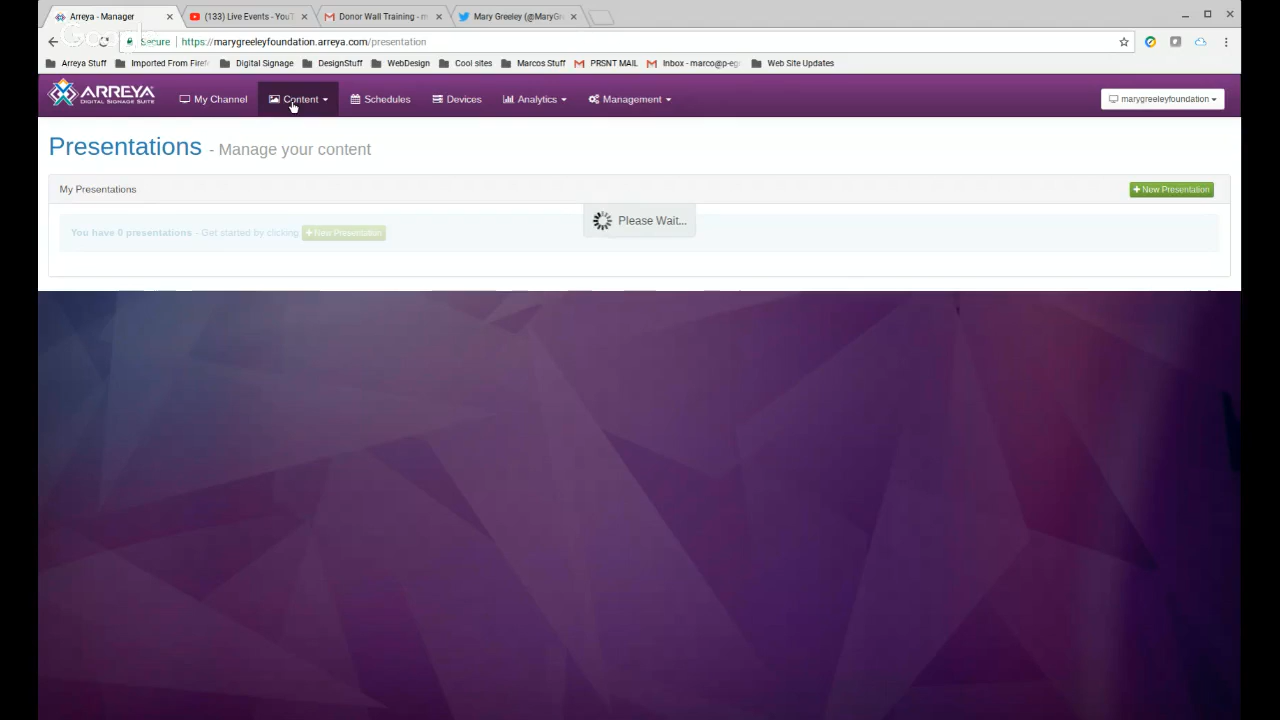 Arreya - Manager
(133) Live Events - YouT
Donor Wall Training - m
Mary Greeley (@MaryGr
Google
Secure
https://marygreeleyfoundation.arreya.com/presentation
Arreya Stuff
Imported From Firef
Digital Signage
DesignStuff
WebDesign
Cool sites
Marcos Stuff
PRSNT MAIL
Inbox - marco@p-eg
Web Site Updates
ARREYA
DIGITAL SIGNAGE SUITE
My Channel
Content
Schedules
Devices
Analytics
Management
marygreeleyfoundation
Presentations - Manage your content
My Presentations
+ New Presentation
You have 0 presentations - Get started by clicking + New Presentation
Please Wait...